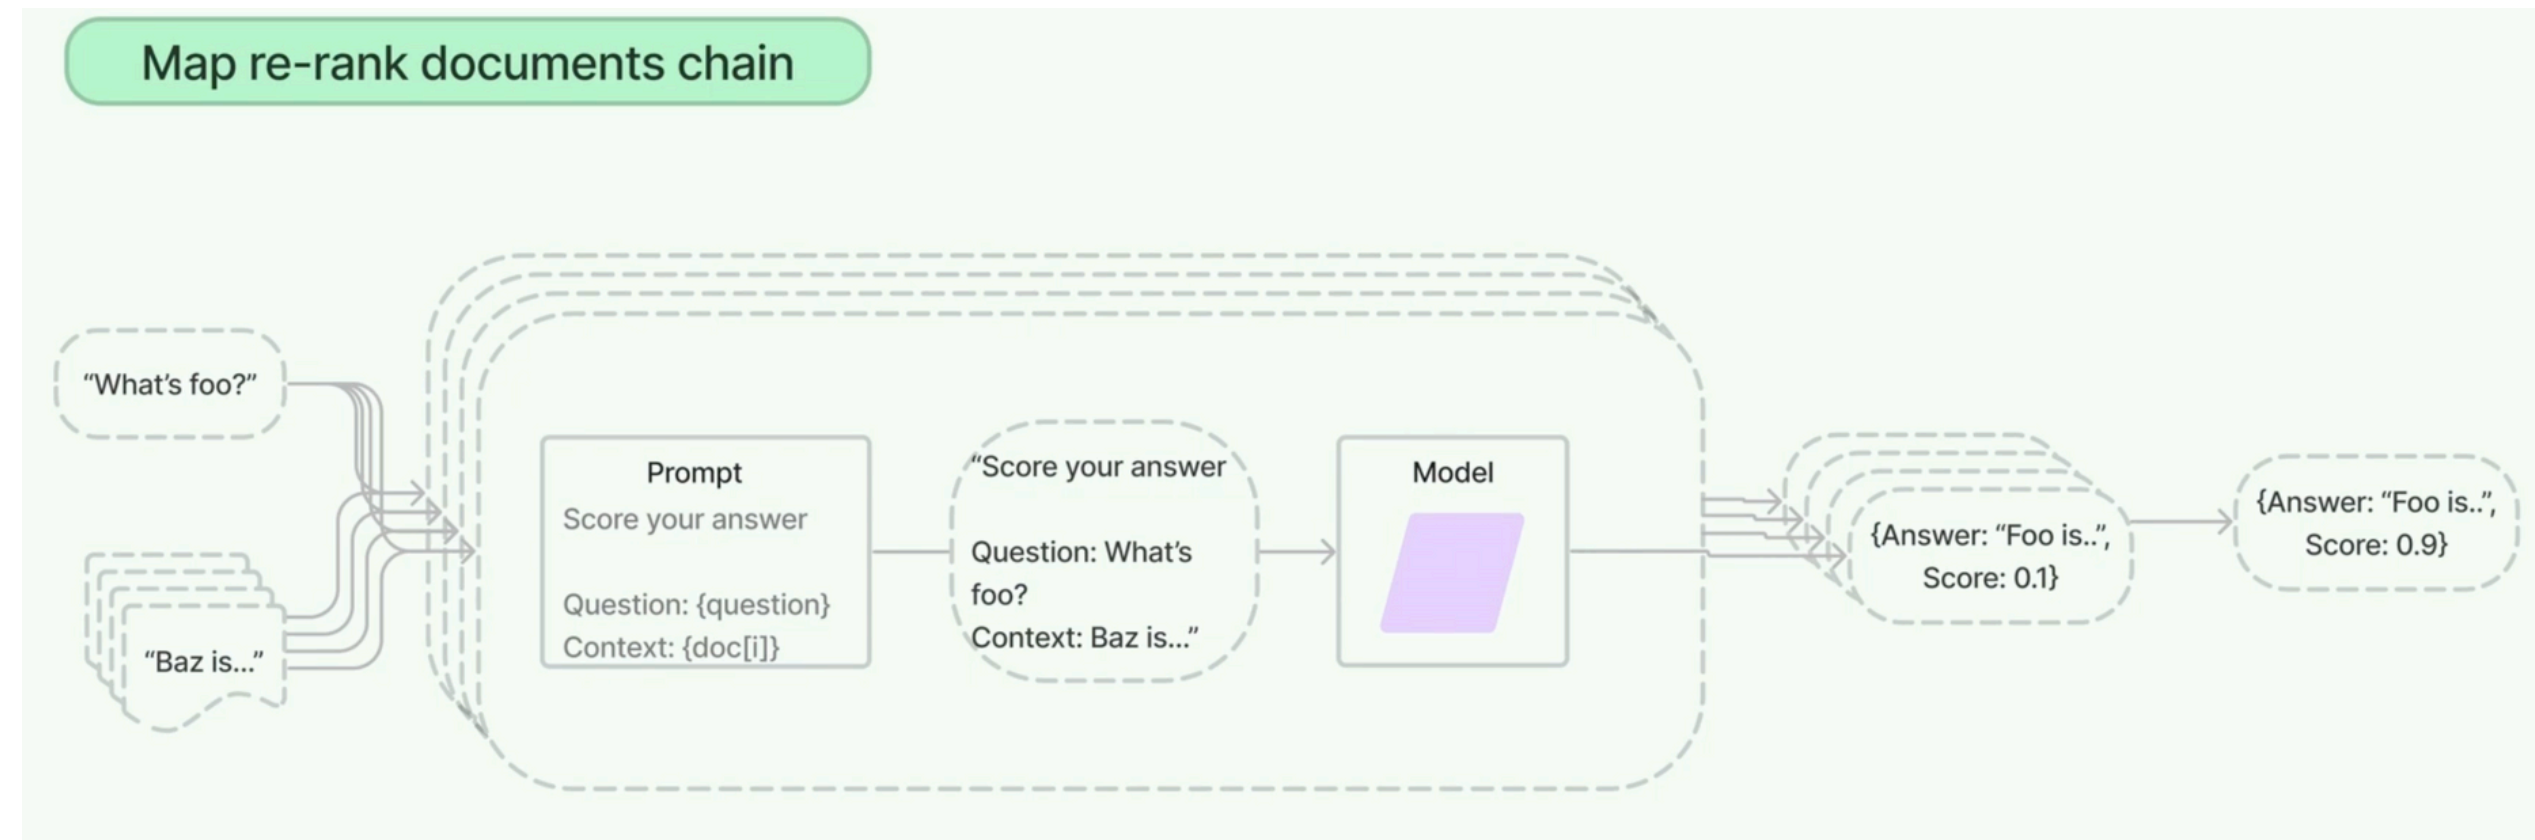 Map re-rank documents chain
“What’s foo?”
“Baz is...”
Prompt
Score your answer
Question: {question}
Context: {doc[i]}
“Score your answer
Question: What’s
foo?
Context: Baz is...”
Model
{Answer: “Foo is..”,
Score: 0.1}
{Answer: “Foo is..”,
Score: 0.9}